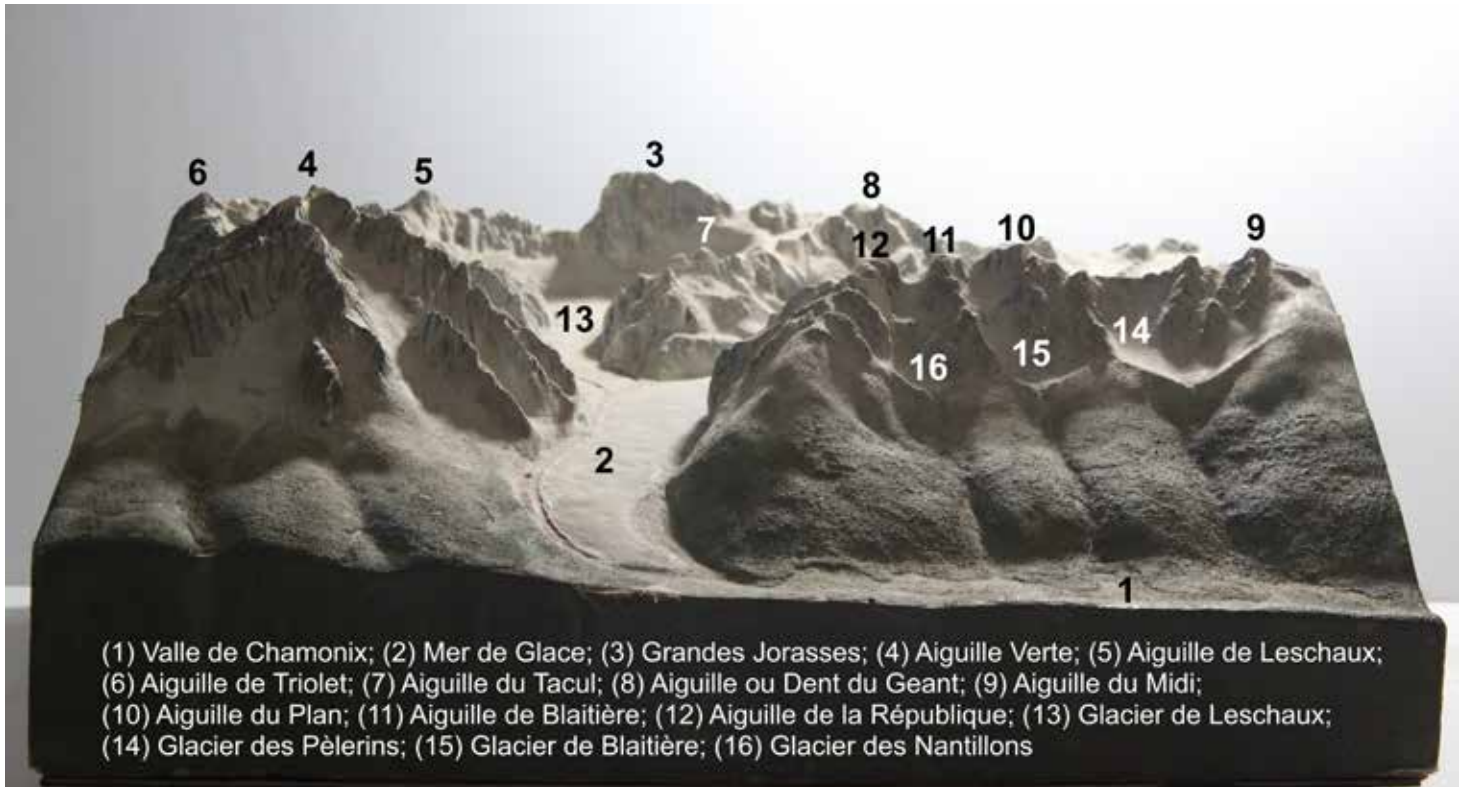 6 4 5 3 8
7 12 11 10 9
13 14
16 15
2
1
(1) Valle de Chamonix; (2) Mer de Glace; (3) Grandes Jorasses; (4) Aiguille Verte; (5) Aiguille de Leschaux;
(6) Aiguille de Triolet; (7) Aiguille du Tacul; (8) Aiguille ou Dent du Geant; (9) Aiguille du Midi;
(10) Aiguille du Plan; (11) Aiguille de Blaitière; (12) Aiguille de la République; (13) Glacier de Leschaux;
(14) Glacier des Pèlerins; (15) Glacier de Blaitière; (16) Glacier des Nantillons